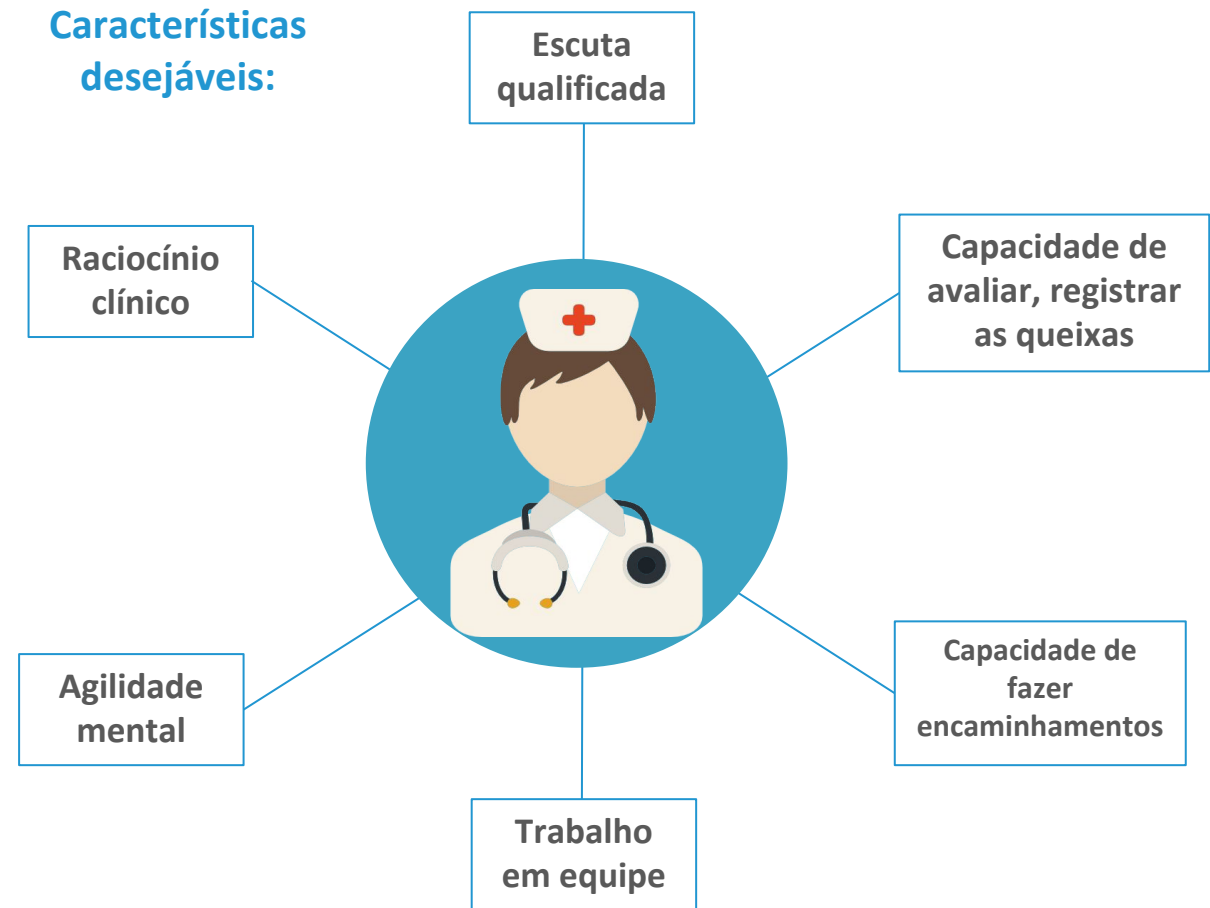 Características
desejáveis:
Escuta
qualificada
Raciocínio
clínico
Capacidade de
avaliar, registrar
as queixas
Agilidade
mental
Capacidade de
fazer
encaminhamentos
Trabalho
em equipe